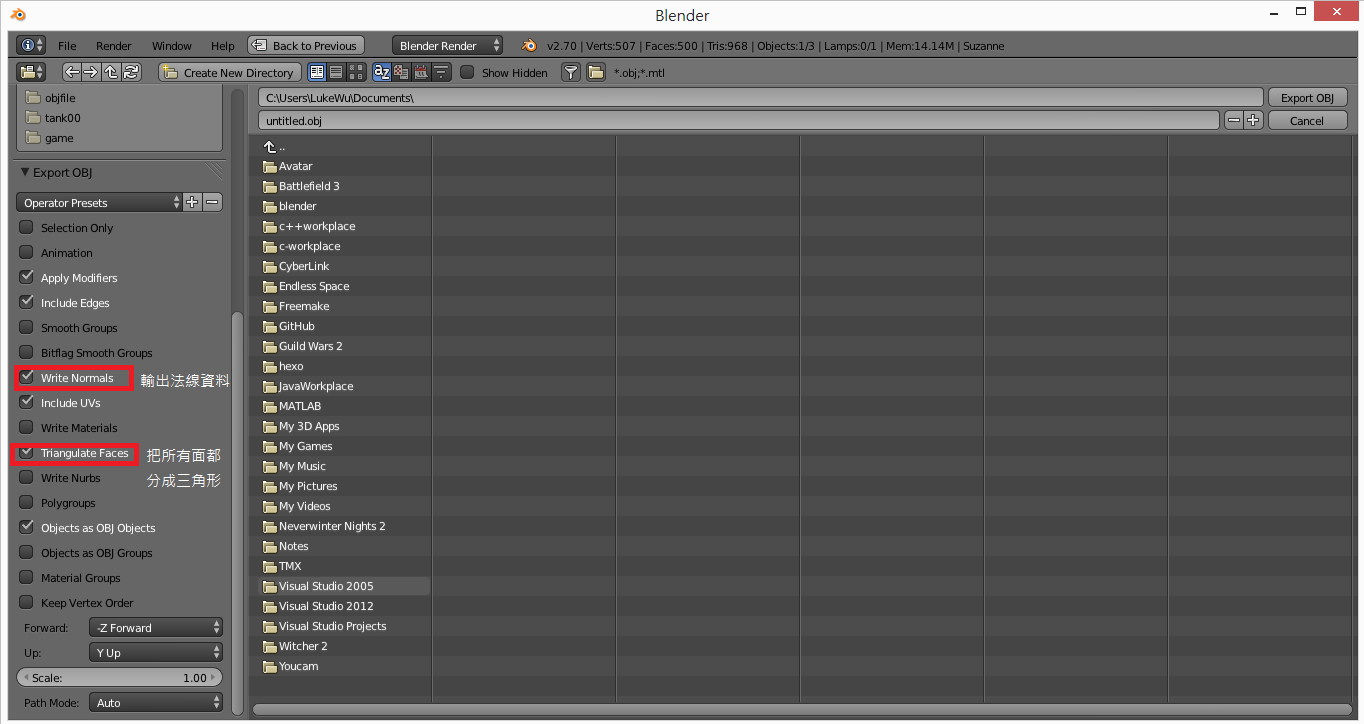 Blender
File Render Window Help Back to Previous Blender Render v2.70 | Verts:507 | Faces:500 | Tris:968 | Objects:1/3 | Lamps:0/1 | Mem:14.14M | Suzanne
Create New Directory Show Hidden *.obj;*.mtl
objfile
tank00
game
Export OBJ
Operator Presets
Selection Only
Animation
Apply Modifiers
Include Edges
Smooth Groups
Bitflag Smooth Groups
Write Normals 輸出法線資料
Include UVs
Write Materials
Triangulate Faces 把所有面都
Write Nurbs 分成三角形
Polygroups
Objects as OBJ Objects
Objects as OBJ Groups
Material Groups
Keep Vertex Order
Forward: -Z Forward
Up: Y Up
Scale: 1.00
Path Mode: Auto
C:\Users\LukeWu\Documents\ Export OBJ
untitled.obj Cancel
..
Avatar
Battlefield 3
blender
c++workplace
c-workplace
CyberLink
Endless Space
Freemake
GitHub
Guild Wars 2
hexo
JavaWorkplace
MATLAB
My 3D Apps
My Games
My Music
My Pictures
My Videos
Neverwinter Nights 2
Notes
TMX
Visual Studio 2005
Visual Studio 2012
Visual Studio Projects
Witcher 2
Youcam